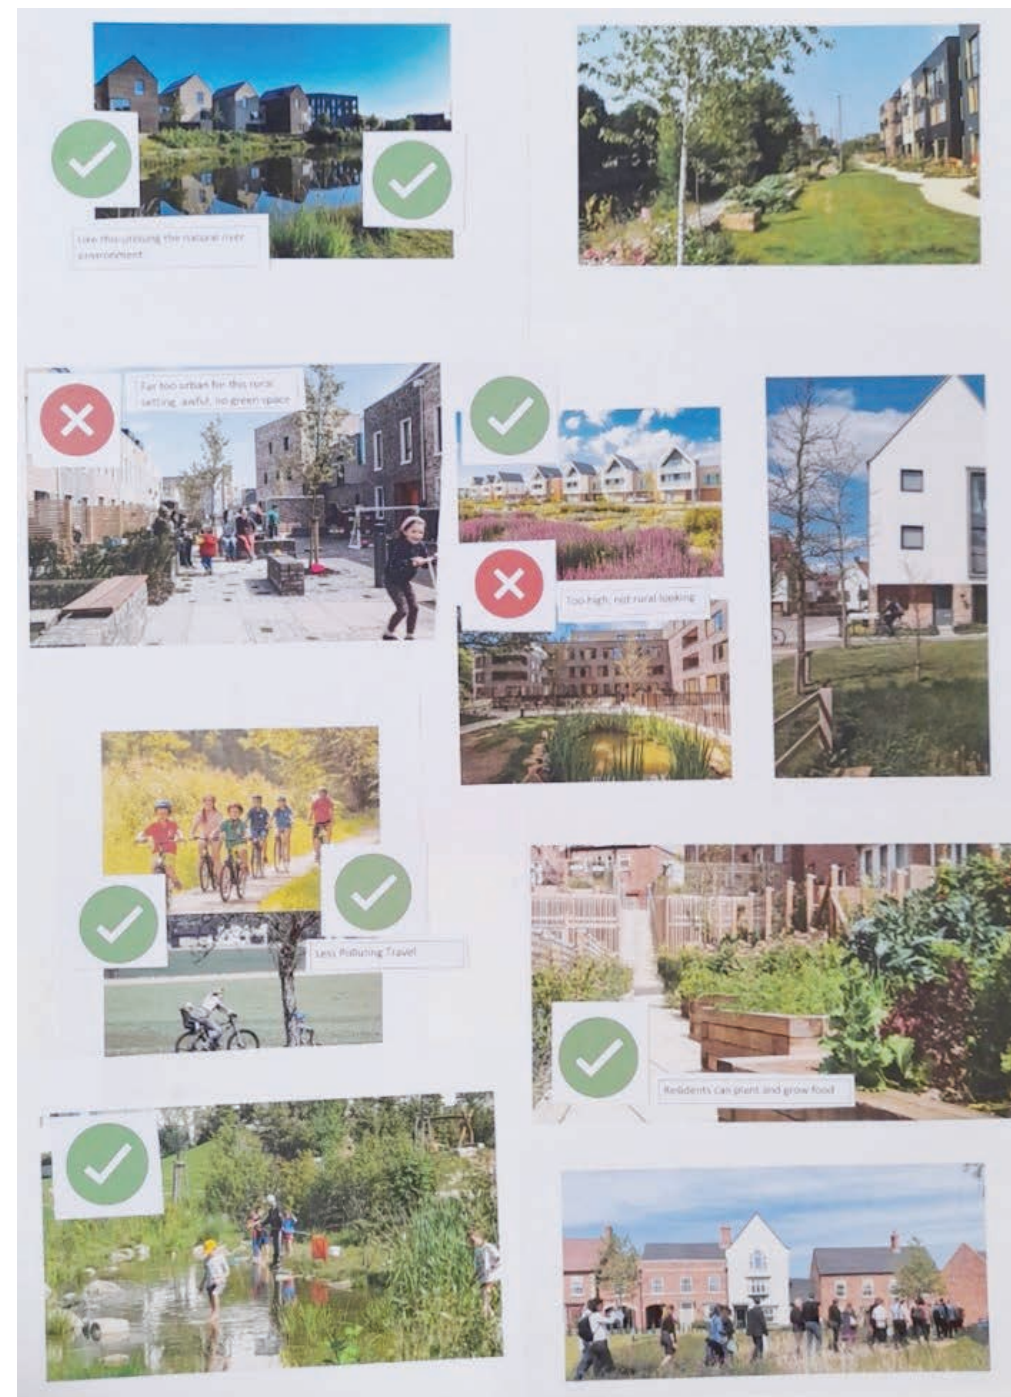 Like this utilising the natural river
environment
Far too urban for this rural
setting, awful, no green space
Too high, not rural looking
Less Polluting Travel
Residents can plant and grow food